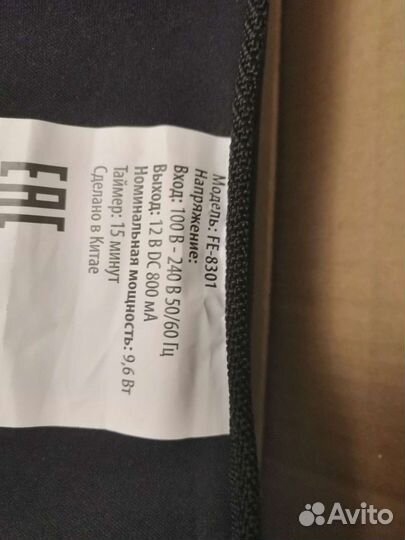 Модель: FE-8301
Напряжение:
Вход: 100 В - 240 В 50/60 Гц
Выход: 12 В DC 800 мА
Номинальная мощность: 9,6 Вт
Таймер: 15 минут
Сделано в Китае
EAC
Avito